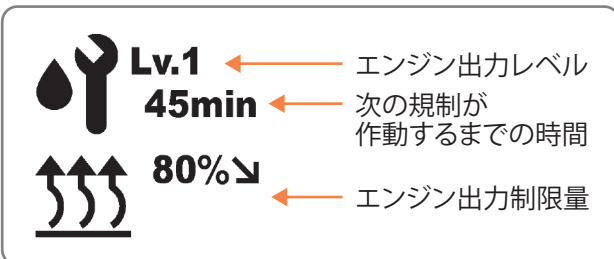 Lv.1
エンジン出力レベル
45min
次の規制が
作動するまでの時間
80%↘
エンジン出力制限量